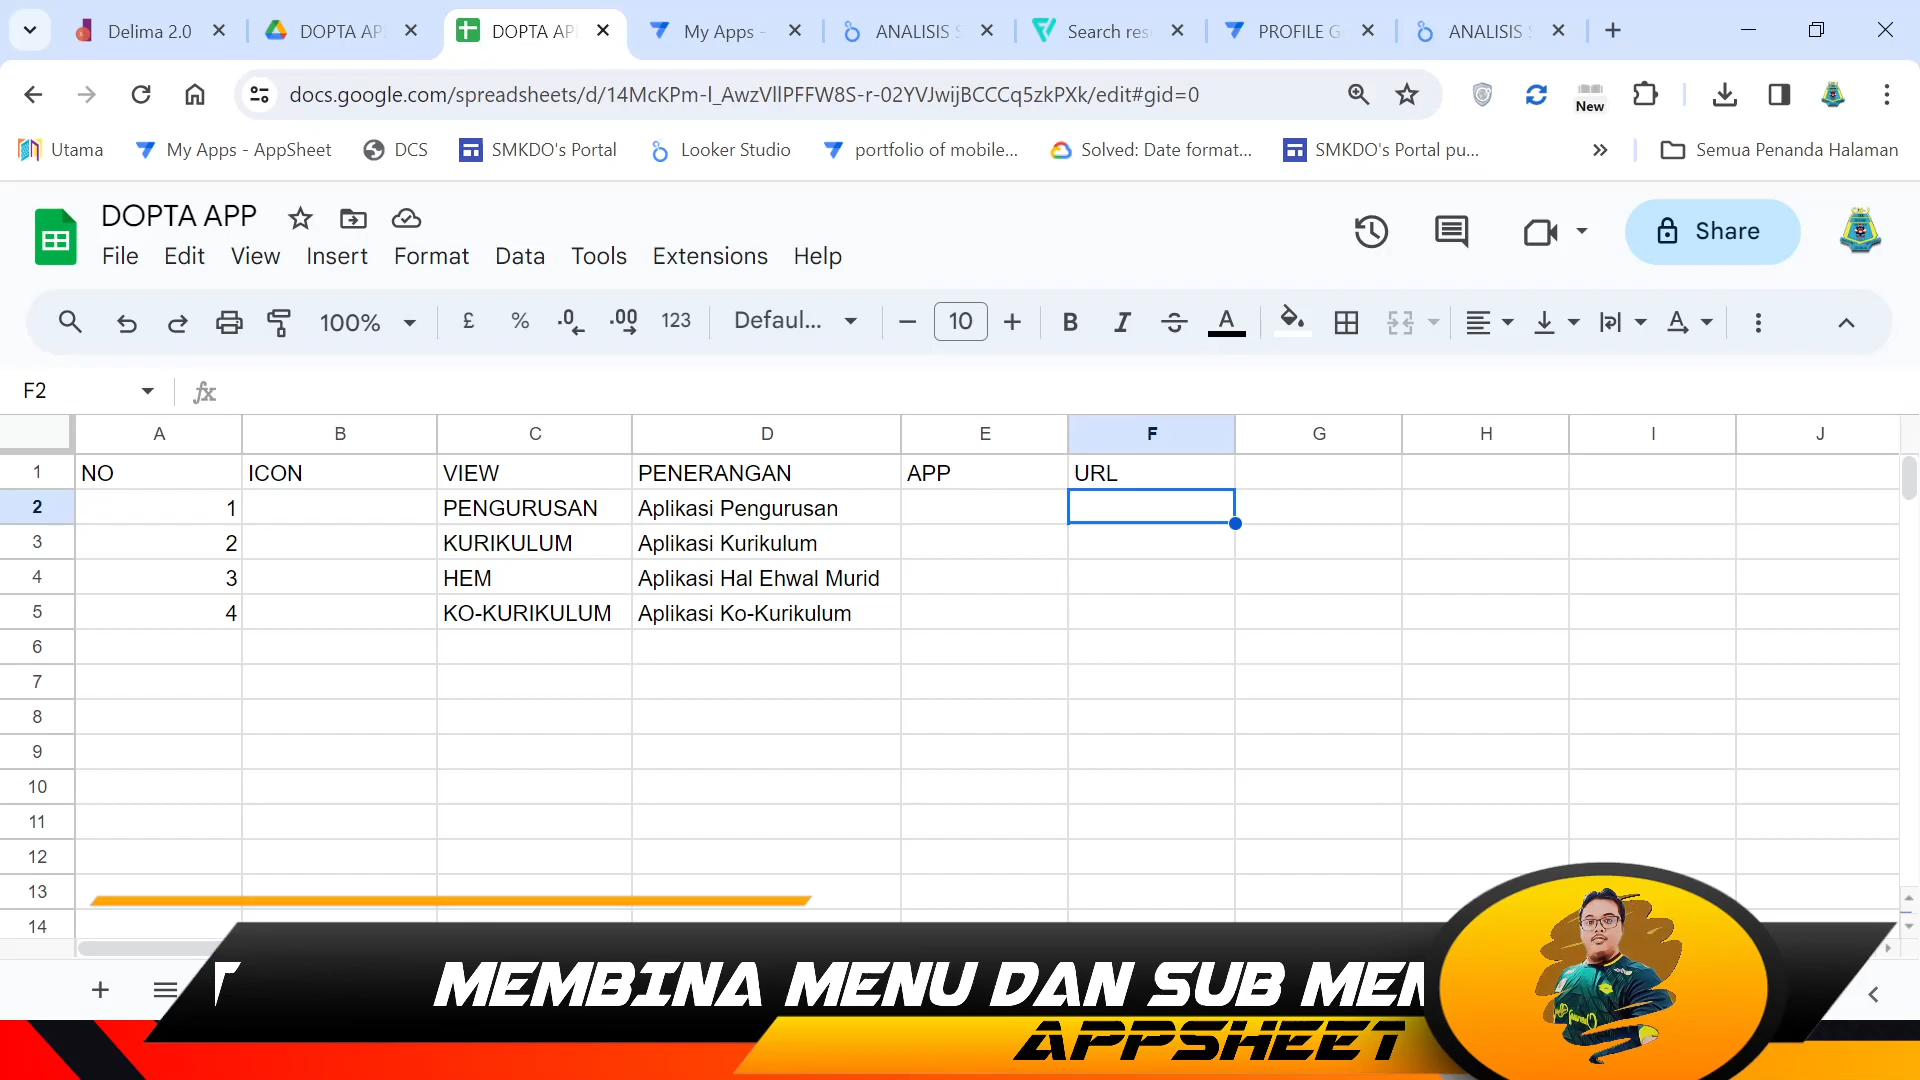 Delima 2.0
DOPTA AP
DOPTA AP
My Apps -
ANALISIS S
Search res
PROFILE G
ANALISIS S
docs.google.com/spreadsheets/d/14McKPm-l_AwzVllPFFW8S-r-02YVJwijBCCCq5zkPXk/edit#gid=0
New
Utama
My Apps - AppSheet
DCS
SMKDO's Portal
Looker Studio
portfolio of mobile...
Solved: Date format...
SMKDO's Portal pu...
Semua Penanda Halaman
DOPTA APP
File Edit View Insert Format Data Tools Extensions Help
Share
100% £ % .0 .00 123 Defaul... 10 B I S A A
F2 fx
A B C D E F G H I J
1 NO ICON VIEW PENERANGAN APP URL
2 1 PENGURUSAN Aplikasi Pengurusan
3 2 KURIKULUM Aplikasi Kurikulum
4 3 HEM Aplikasi Hal Ehwal Murid
5 4 KO-KURIKULUM Aplikasi Ko-Kurikulum
6
7
8
9
10
11
12
13
14
MEMBINA MENU DAN SUB MEN
APPSHEET